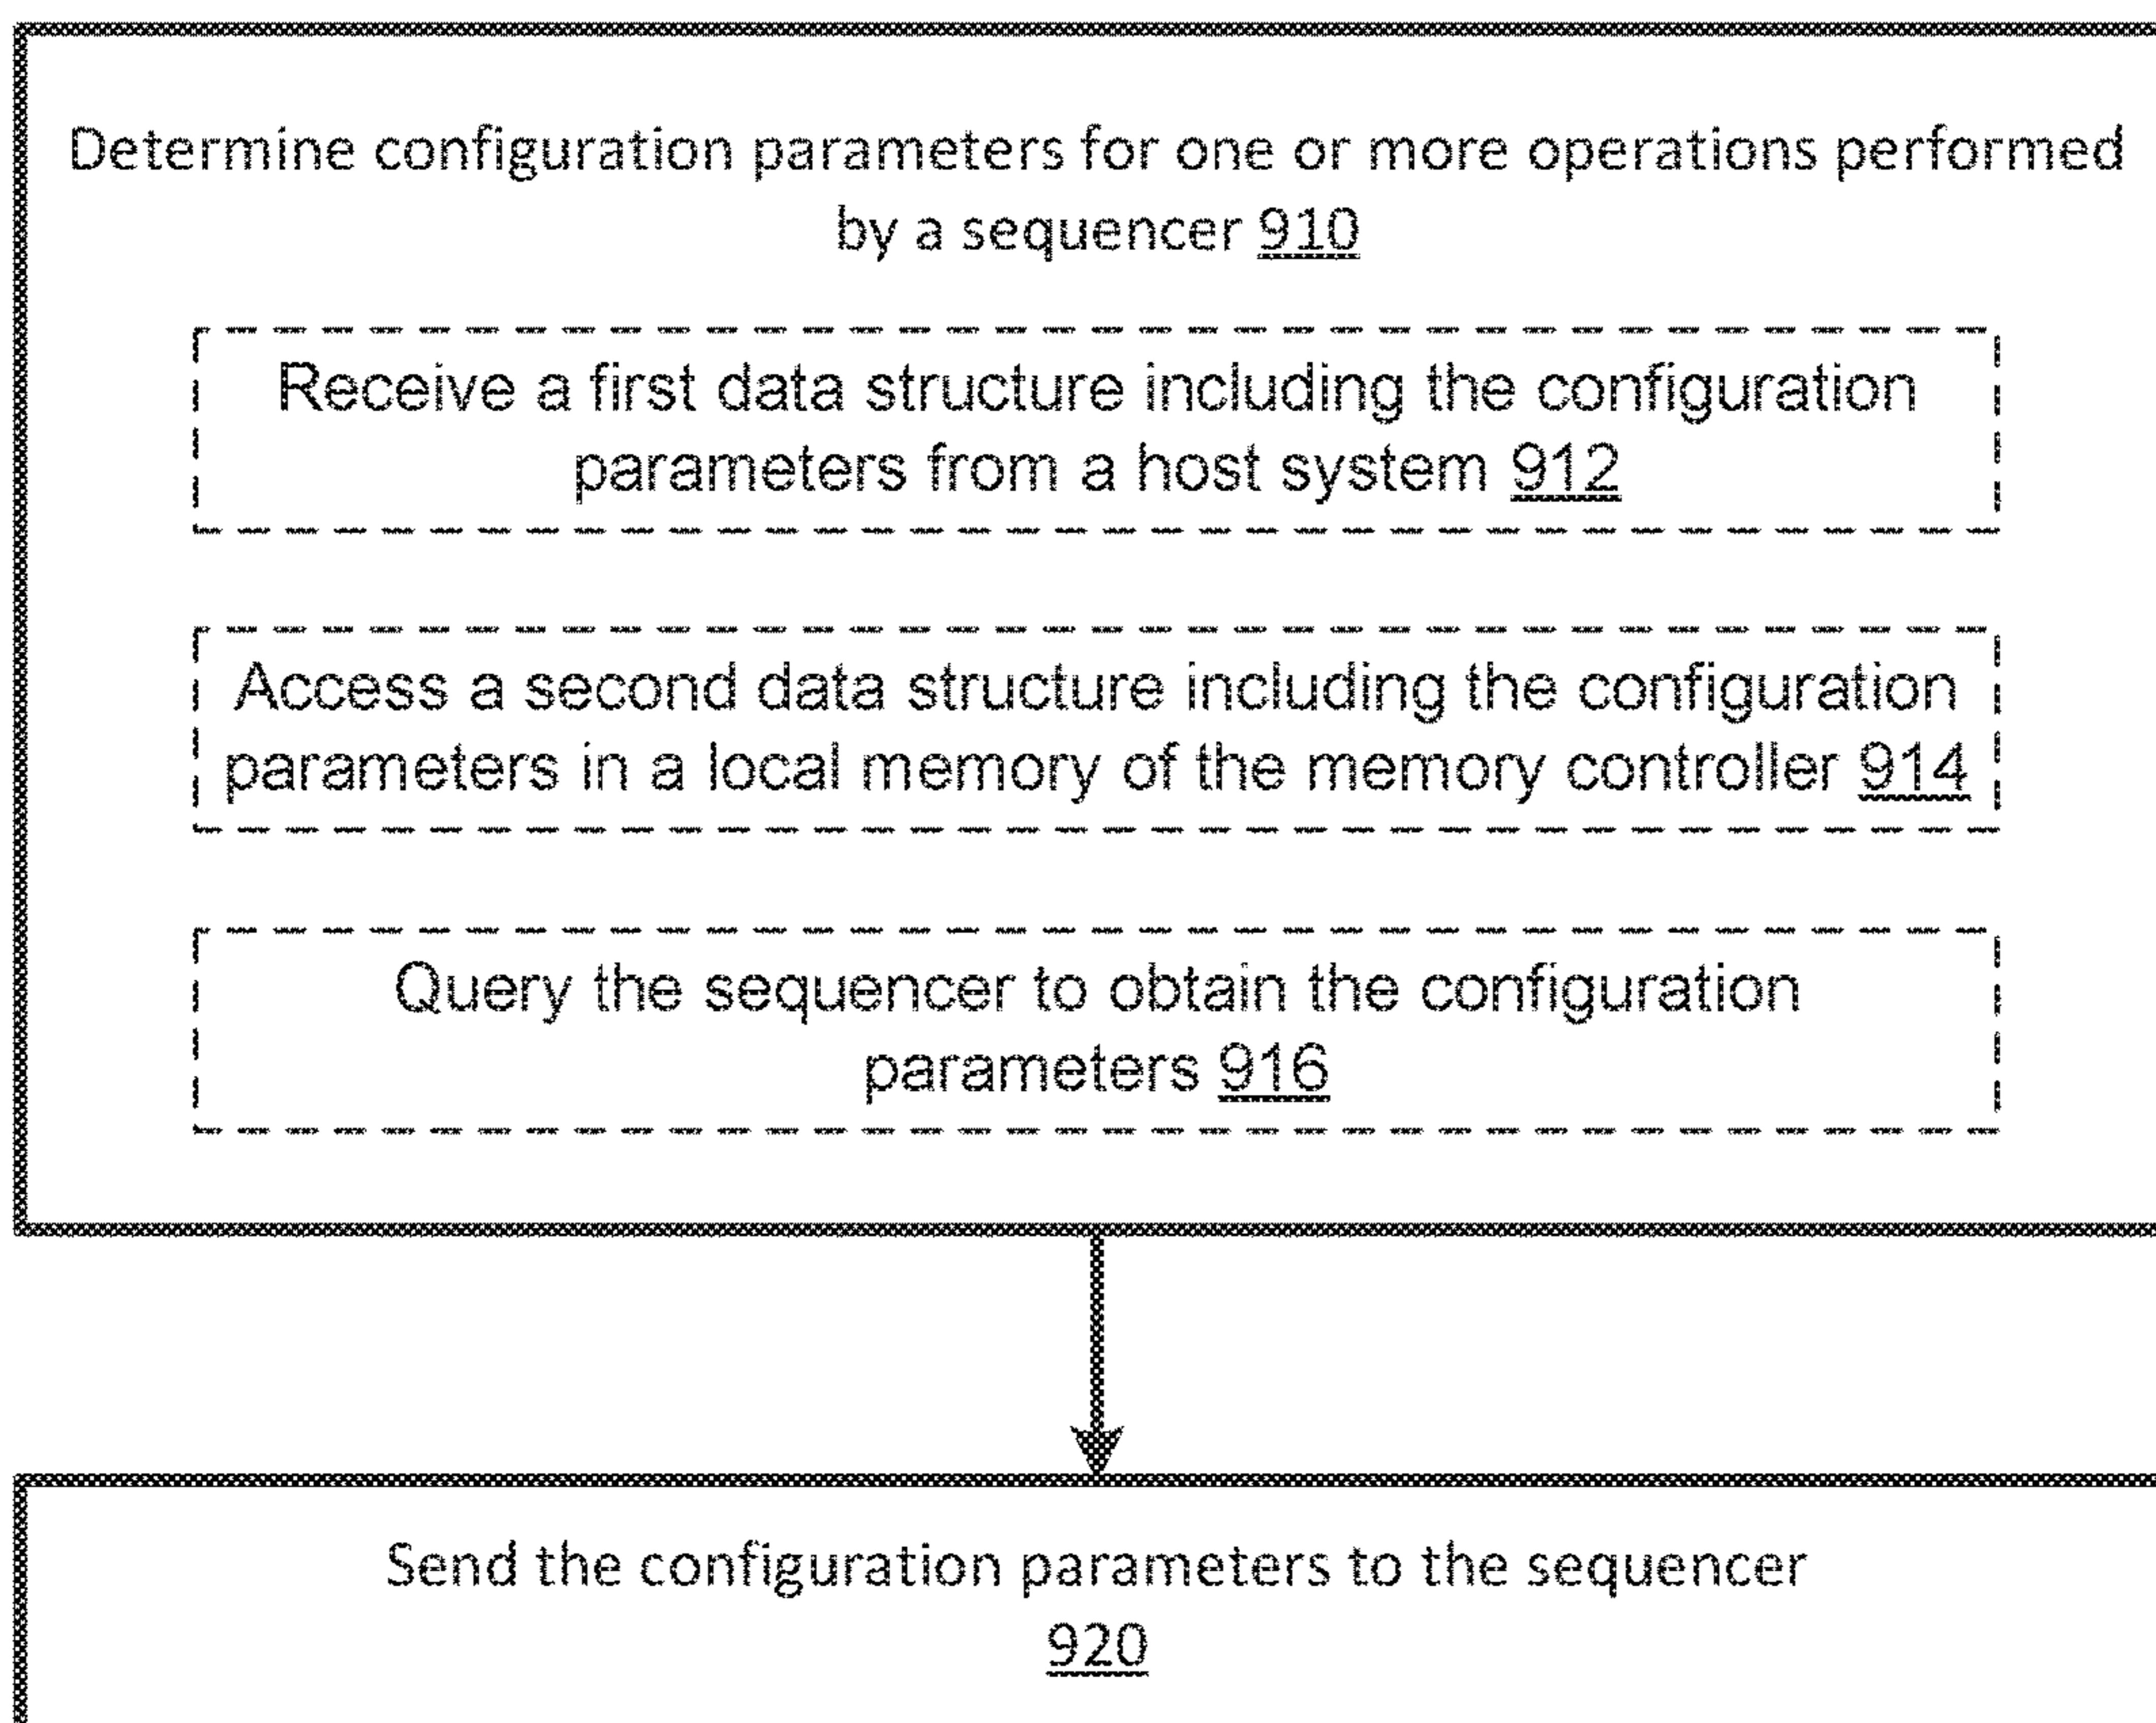 Determine configuration parameters for one or more operations performed
by a sequencer 910
Receive a first data structure including the configuration
parameters from a host system 912
Access a second data structure including the configuration
parameters in a local memory of the memory controller 914
Query the sequencer to obtain the configuration
parameters 916
Send the configuration parameters to the sequencer
920